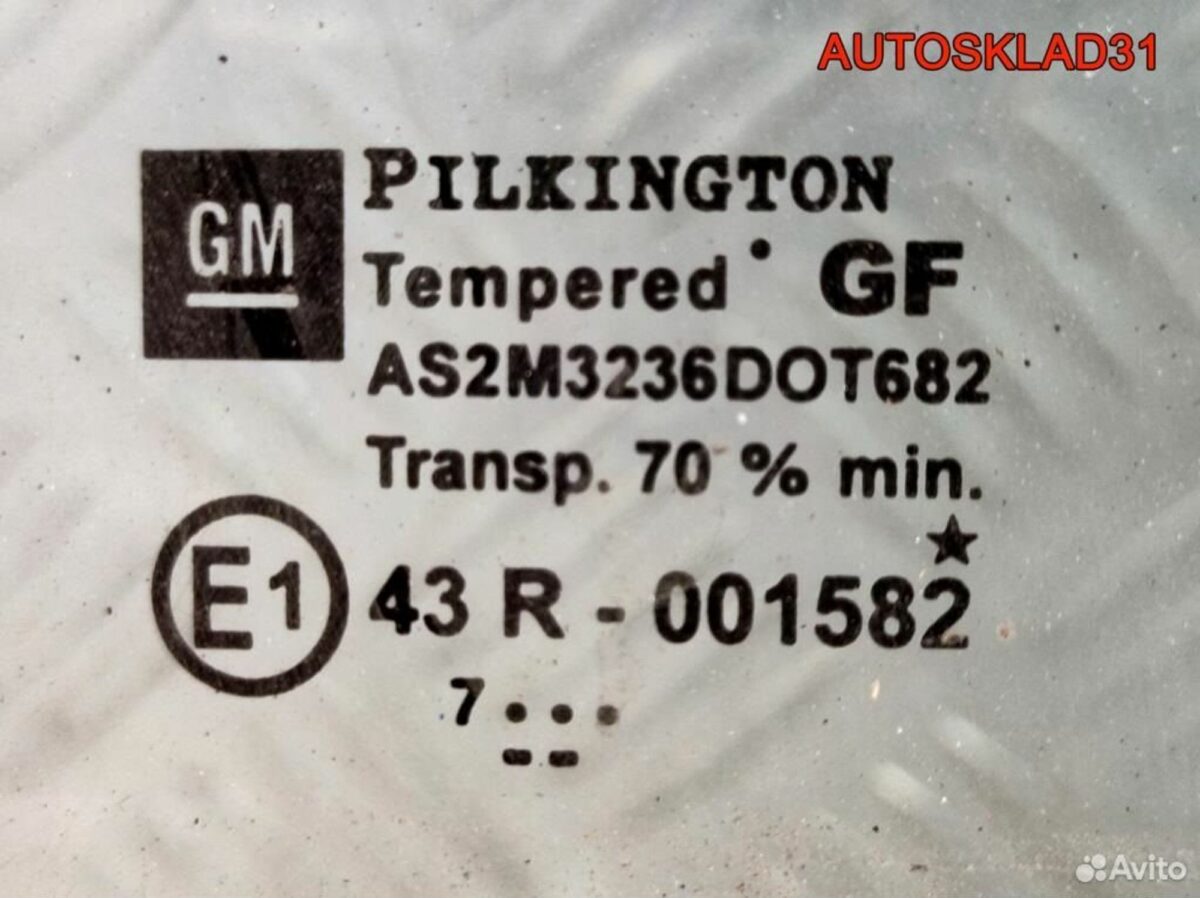 AUTOSKLAD31
GM
PILKINGTON
Tempered GF
AS2M3236DOT682
Transp. 70 % min.
E1 43 R - 001582
7...
Avito